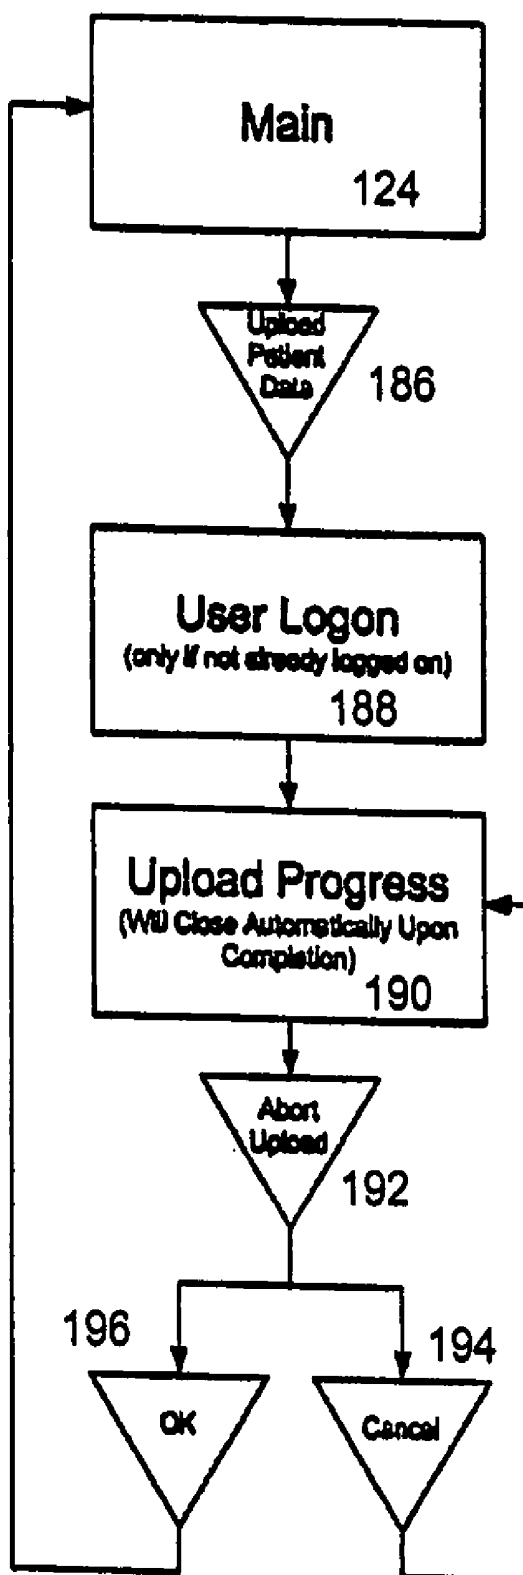 Main
124
Upload
Patient
Data
186
User Logon
(only if not already logged on)
188
Upload Progress
(Will Close Automatically Upon
Completion)
190
Abort
Upload
192
196
194
OK
Cancel